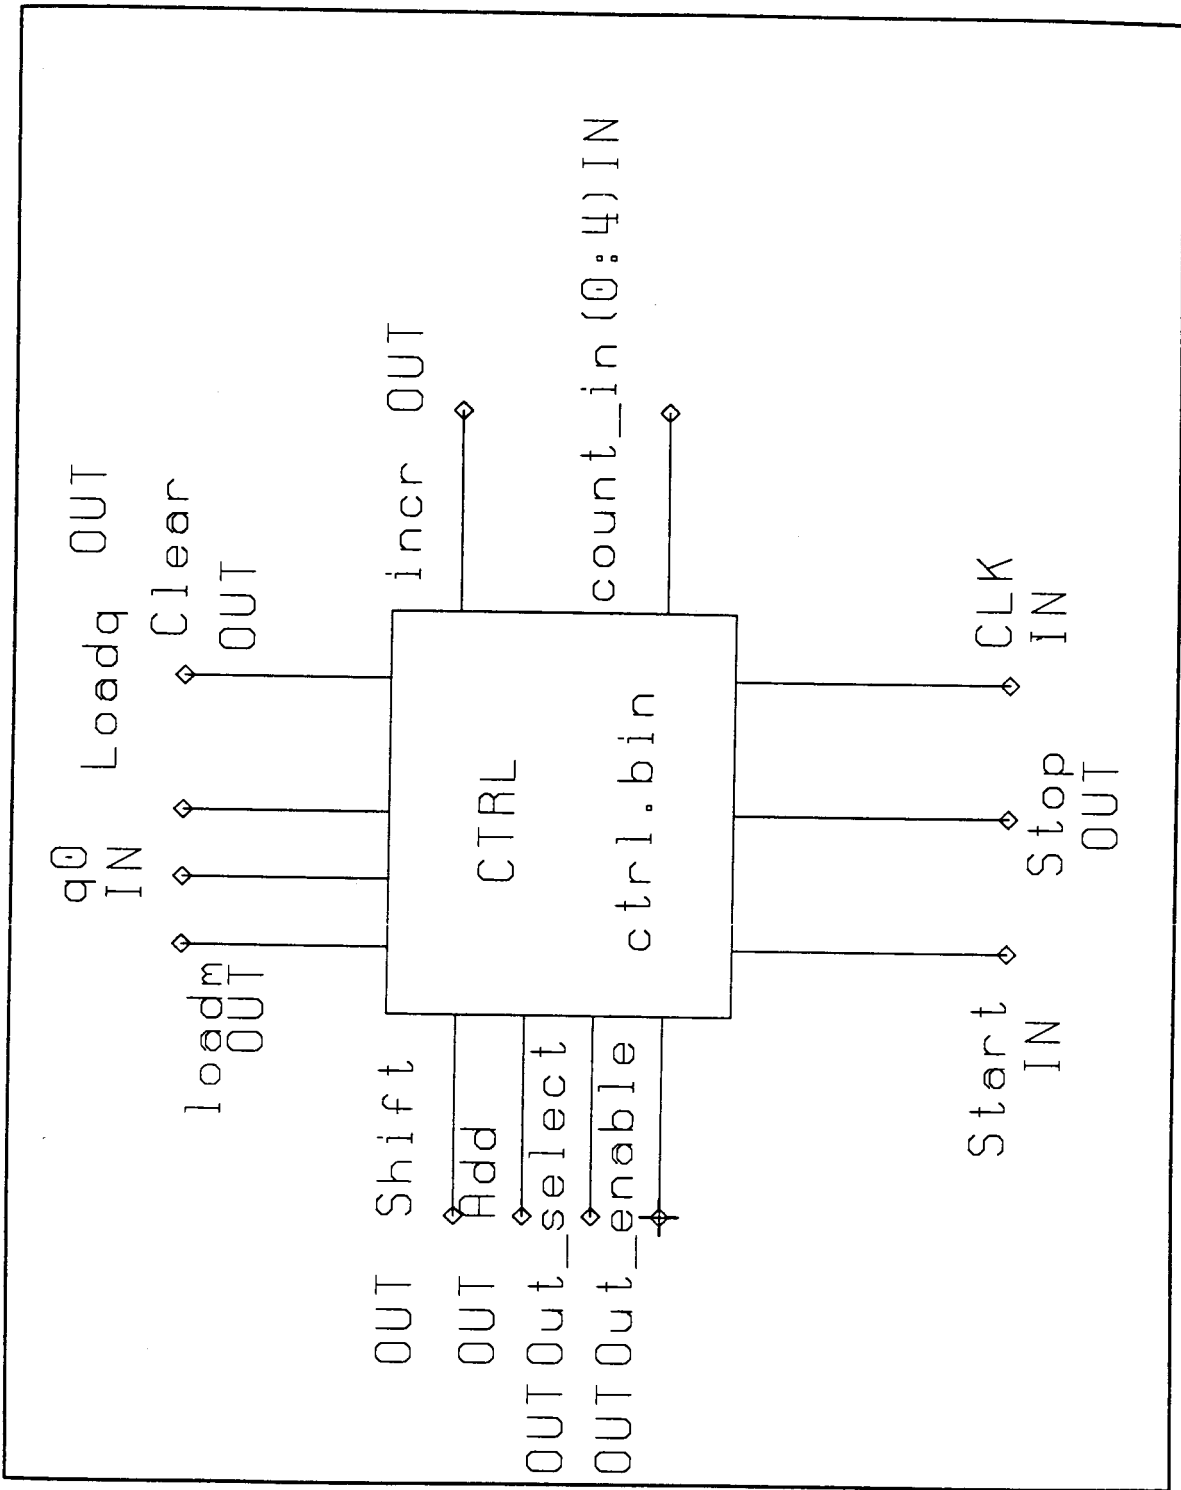 q0
IN
Loadq OUT
Clear
OUT
loadm
OUT
OUT Shift
incr OUT
OUT Add
CTRL
OUT Out_select
count_in(0:4) IN
OUT Out_enable
ctrl.bin
Start
IN
Stop
OUT
CLK
IN